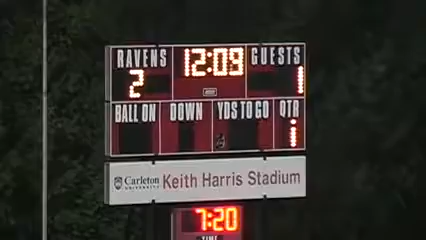 RAVENS 12:09 GUESTS
2 1
BALL ON DOWN YDS TO GO QTR
1
Carleton UNIVERSITY Keith Harris Stadium
7:20
TIME